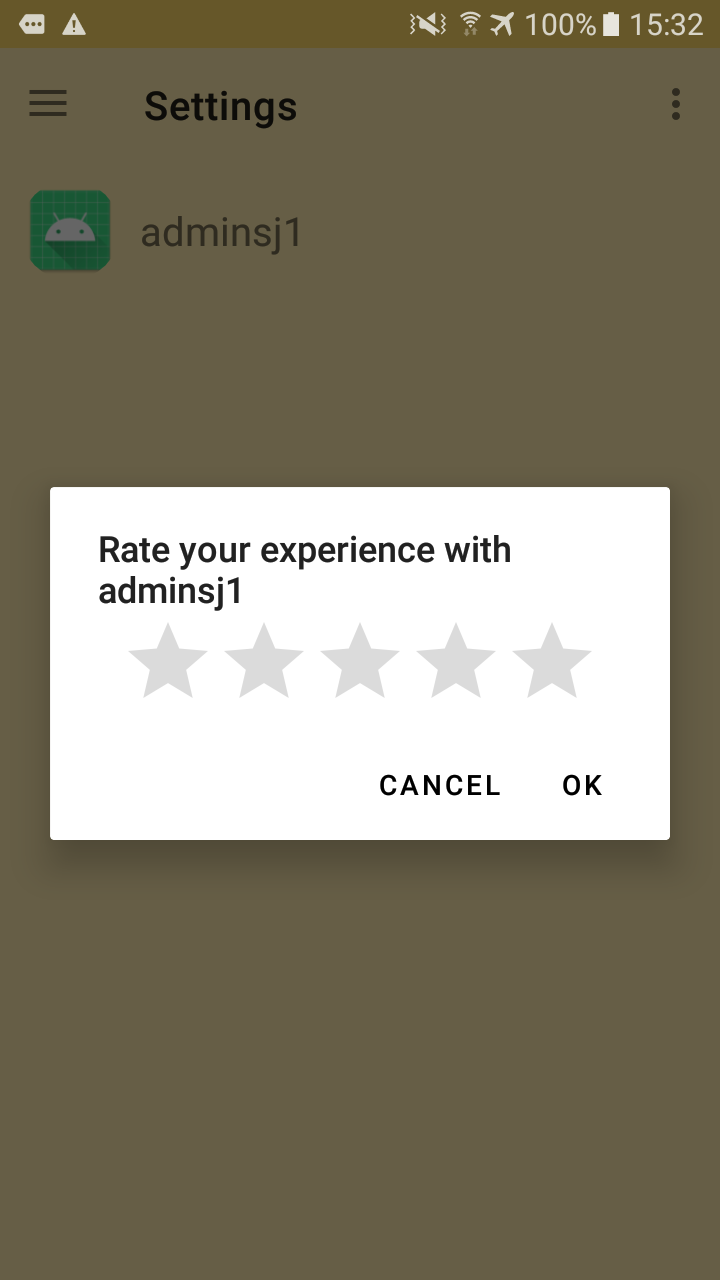 100% 15:32
Settings
adminsj1
Rate your experience with
adminsj1
CANCEL OK